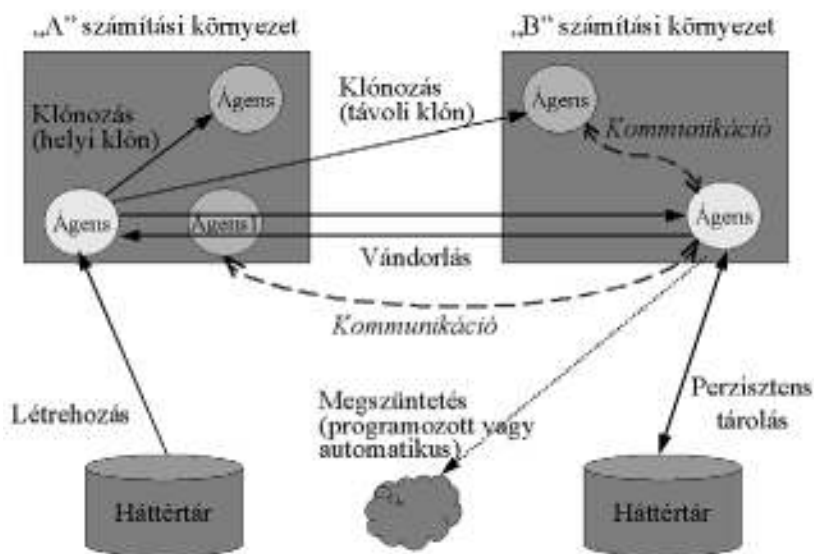 „A” számítási környezet
„B” számítási környezet
Klónozás
(helyi klón)
Ágens
Klónozás
(távoli klón)
Ágens
Kommunikáció
Ágens
Ágens1
Ágens
Vándorlás
Kommunikáció
Létrehozás
Megszüntetés
(programozott vagy
automatikus)
Perzisztens
tárolás
Háttértár
Háttértár